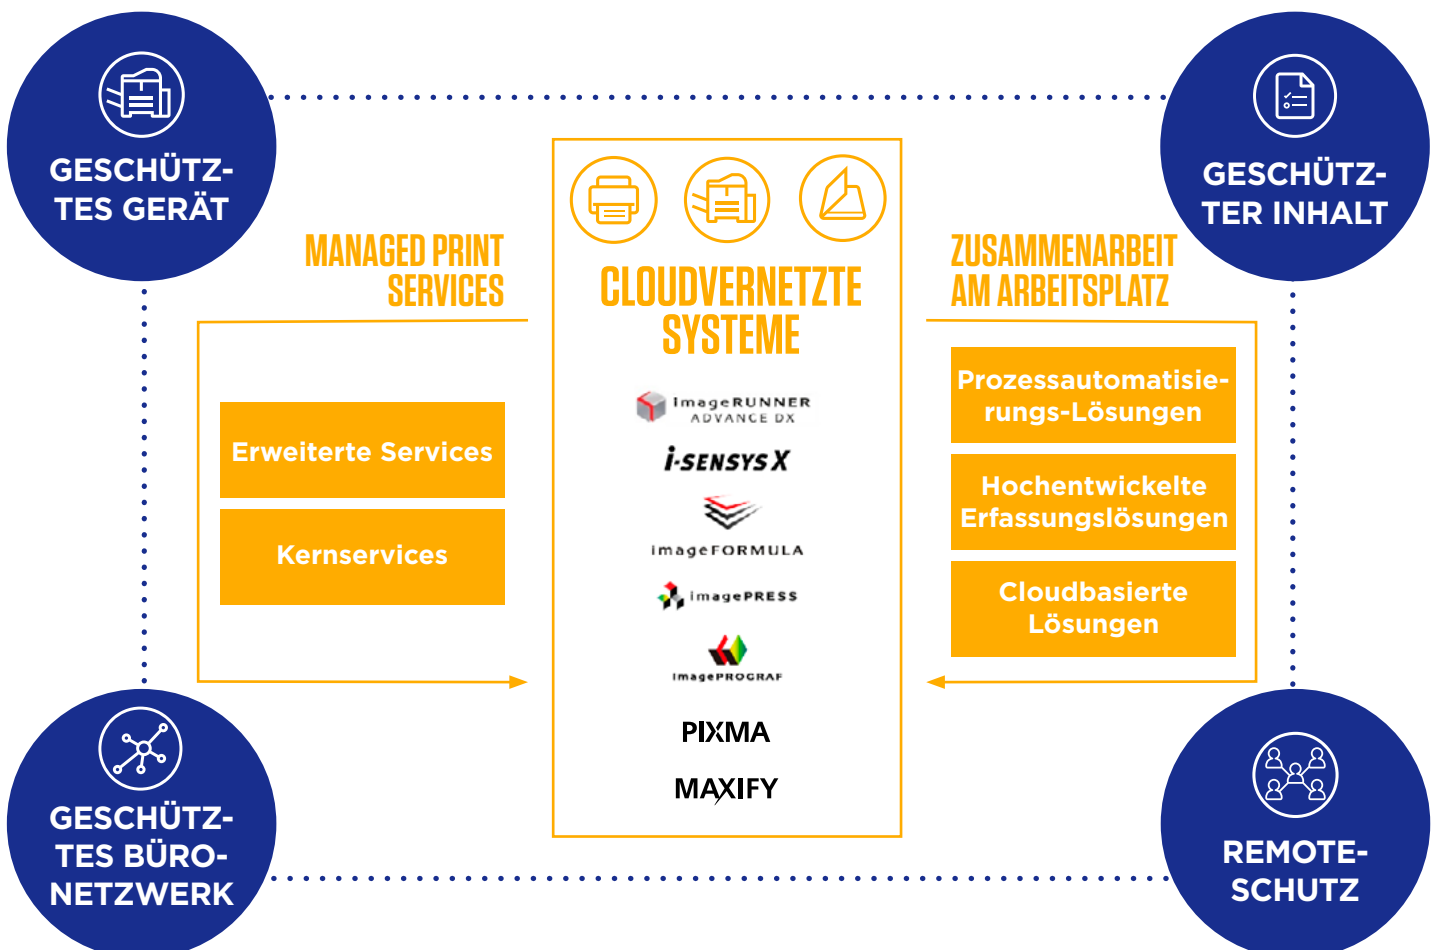 GESCHÜTZ-
TES GERÄT
GESCHÜTZ-
TER INHALT
MANAGED PRINT
SERVICES
Erweiterte Services
Kernservices
CLOUDVERNETZTE
SYSTEME
imageRUNNER
ADVANCE DX
i-SENSYS X
imageFORMULA
imagePRESS
imagePROGRAF
PIXMA
MAXIFY
ZUSAMMENARBEIT
AM ARBEITSPLATZ
Prozessautomatisie-
rungs-Lösungen
Hochentwickelte
Erfassungslösungen
Cloudbasierte
Lösungen
GESCHÜTZ-
TES BÜRO-
NETZWERK
REMOTE-
SCHUTZ